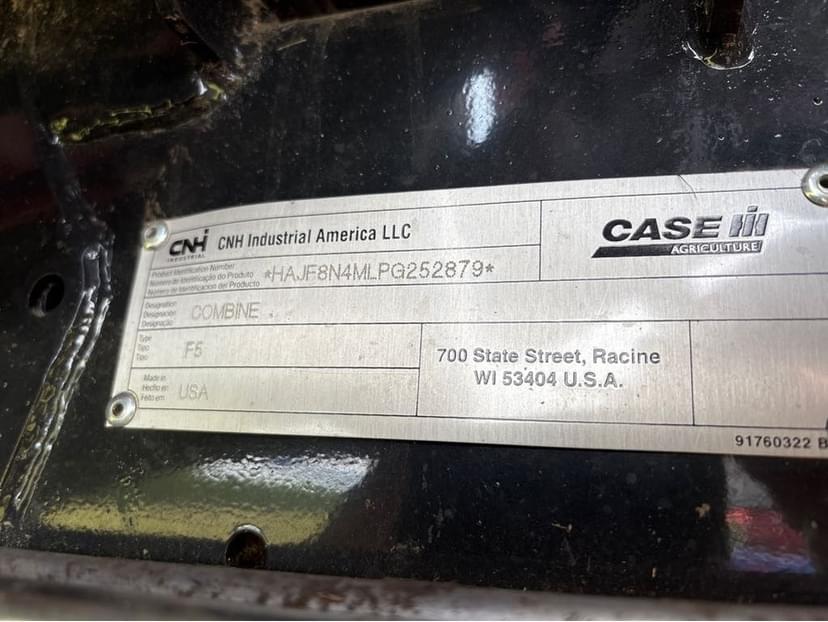 CNH
INDUSTRIAL
CNH Industrial America LLC
CASE IH
AGRICULTURE
Product Identification Number
Número de Identificação do Produto
Número de Identificacion del Producto
*HAJF8N4MLPG252879*
Designation
Designación
Designação
COMBINE
Type
Tipo
Tipo
F5
700 State Street, Racine
WI 53404 U.S.A.
Made in
Hecho en
Feito em
USA
91760322 B